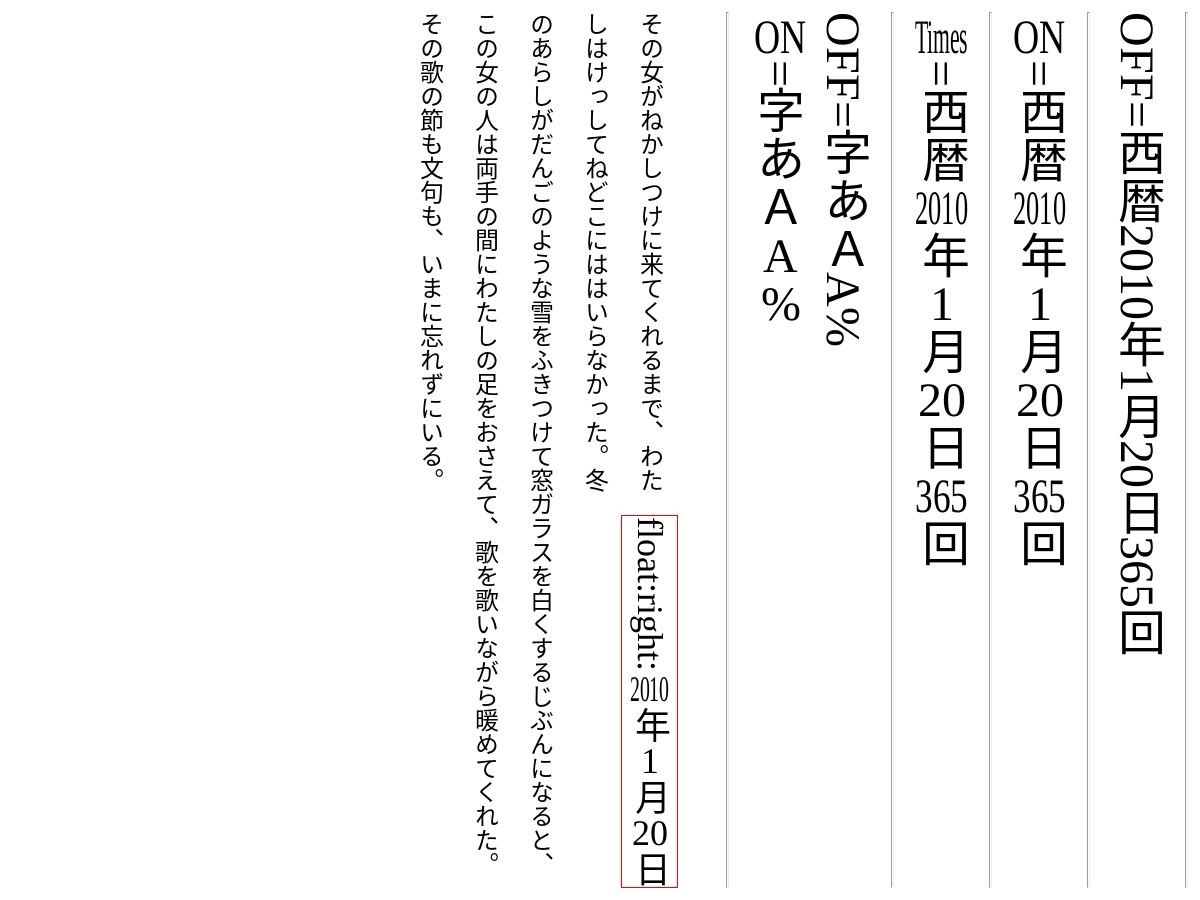 OFF=西暦2010年1月20日365回
ON=西暦2010年1月20日365回
Times=西暦2010年1月20日365回
OFF=字あＡA%
ON=字あＡA%
float:right:2010年1月20日
その女がねかしつけに来てくれるまで、わた
しはけっしてねどこにははいらなかった。冬
のあらしがだんごのような雪をふきつけて窓ガラスを白くするじぶんになると、
この女の人は両手の間にわたしの足をおさえて、歌を歌いながら暖めてくれた。
その歌の節も文句も、いまに忘れずにいる。